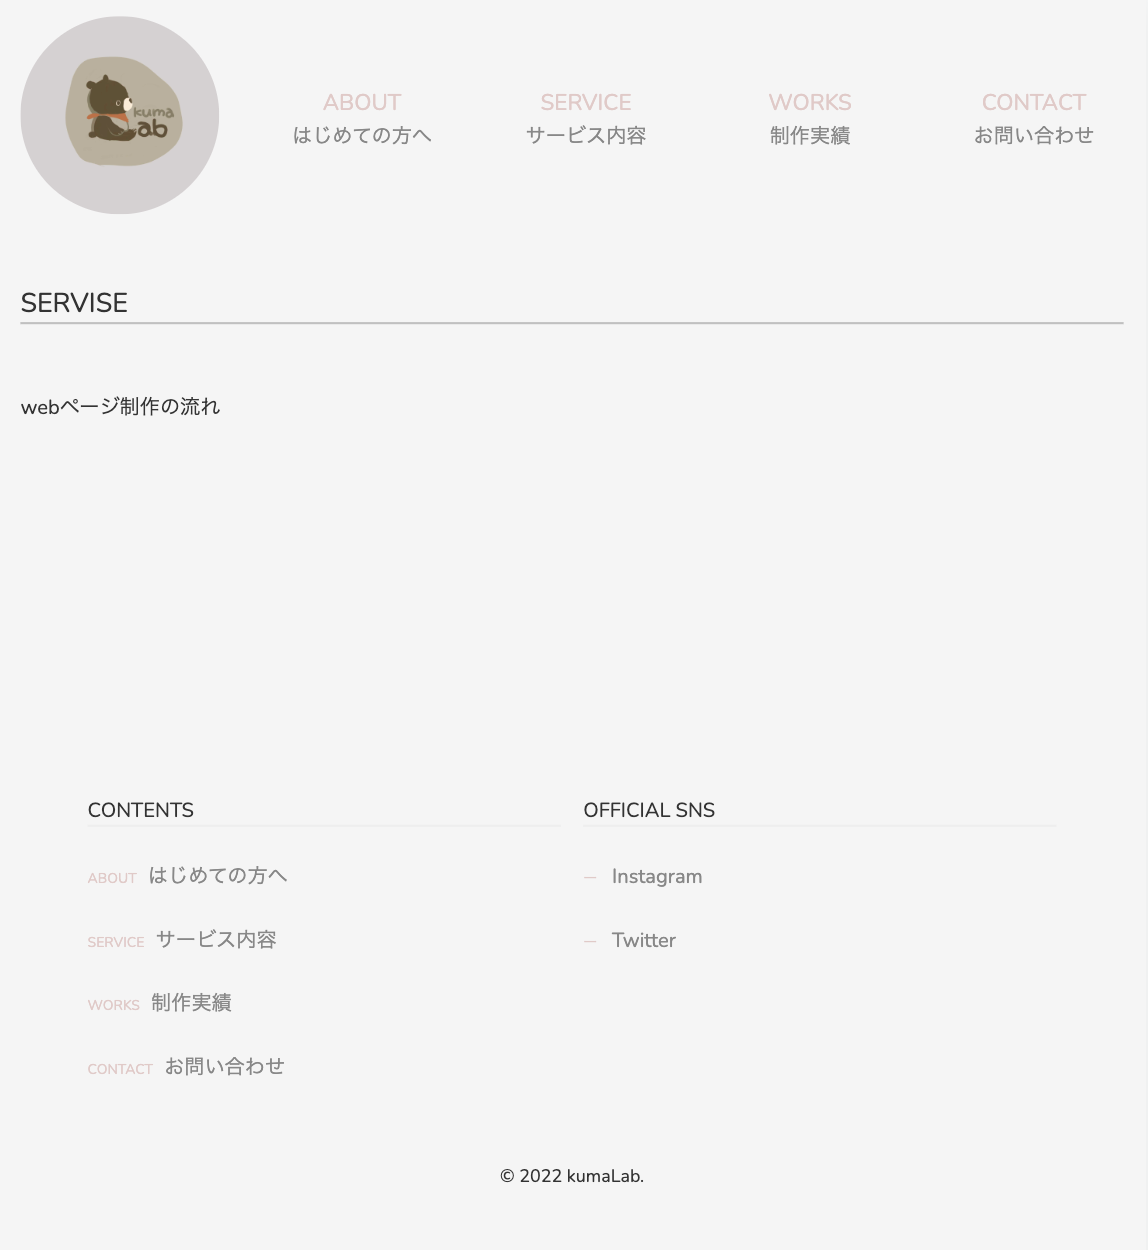 kuma
ab
ABOUT
はじめての方へ
SERVICE
サービス内容
WORKS
制作実績
CONTACT
お問い合わせ
SERVISE
webページ制作の流れ
CONTENTS
ABOUT はじめての方へ
SERVICE サービス内容
WORKS 制作実績
CONTACT お問い合わせ
OFFICIAL SNS
― Instagram
― Twitter
© 2022 kumaLab.